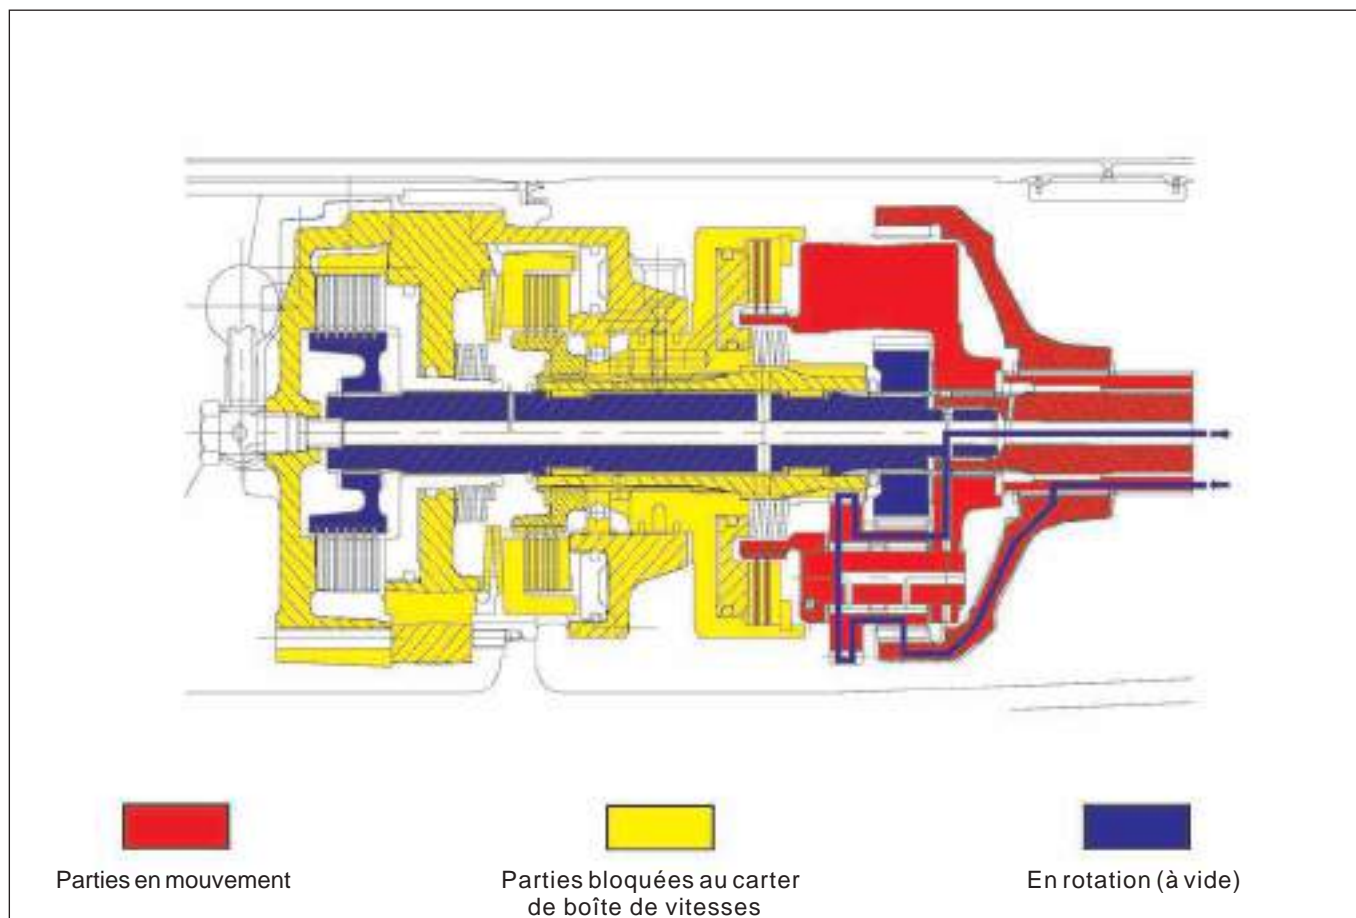 Parties en mouvement
Parties bloquées au carter
de boîte de vitesses
En rotation (à vide)